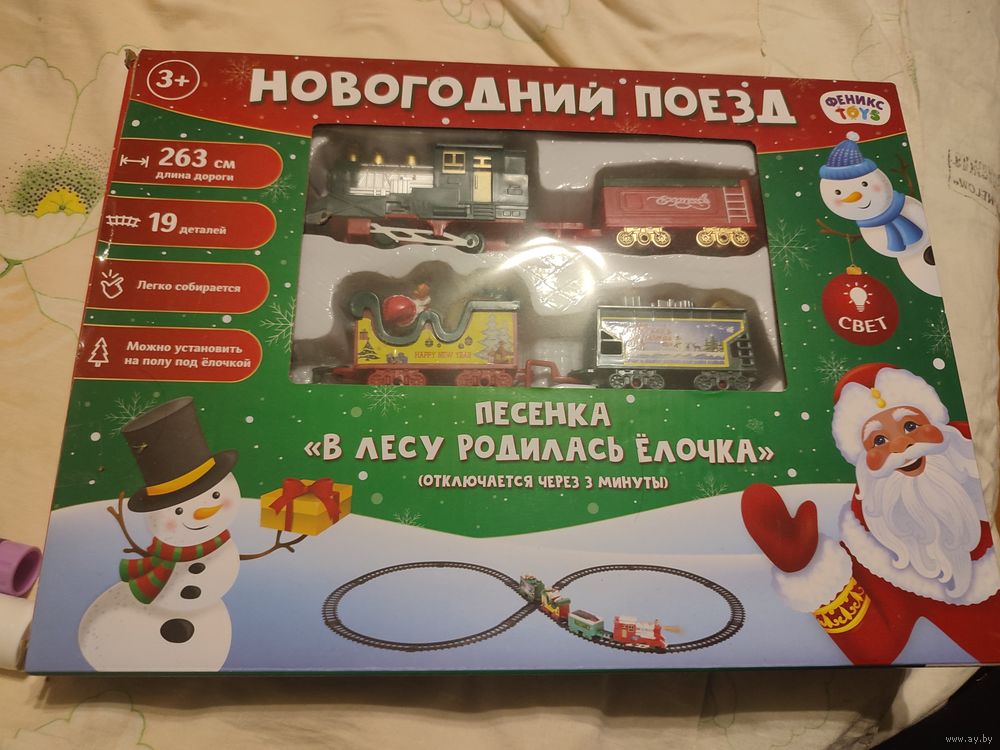 3+
НОВОГОДНИЙ ПОЕЗД
ФЕНИКС
TOYS
263 см
длина дороги
19 деталей
Легко собирается
Можно установить
на полу под ёлочкой
СВЕТ
HAPPY NEW YEAR
ПЕСЕНКА
«В ЛЕСУ РОДИЛАСЬ ЁЛОЧКА»
(ОТКЛЮЧАЕТСЯ ЧЕРЕЗ 3 МИНУТЫ)
www.ay.by